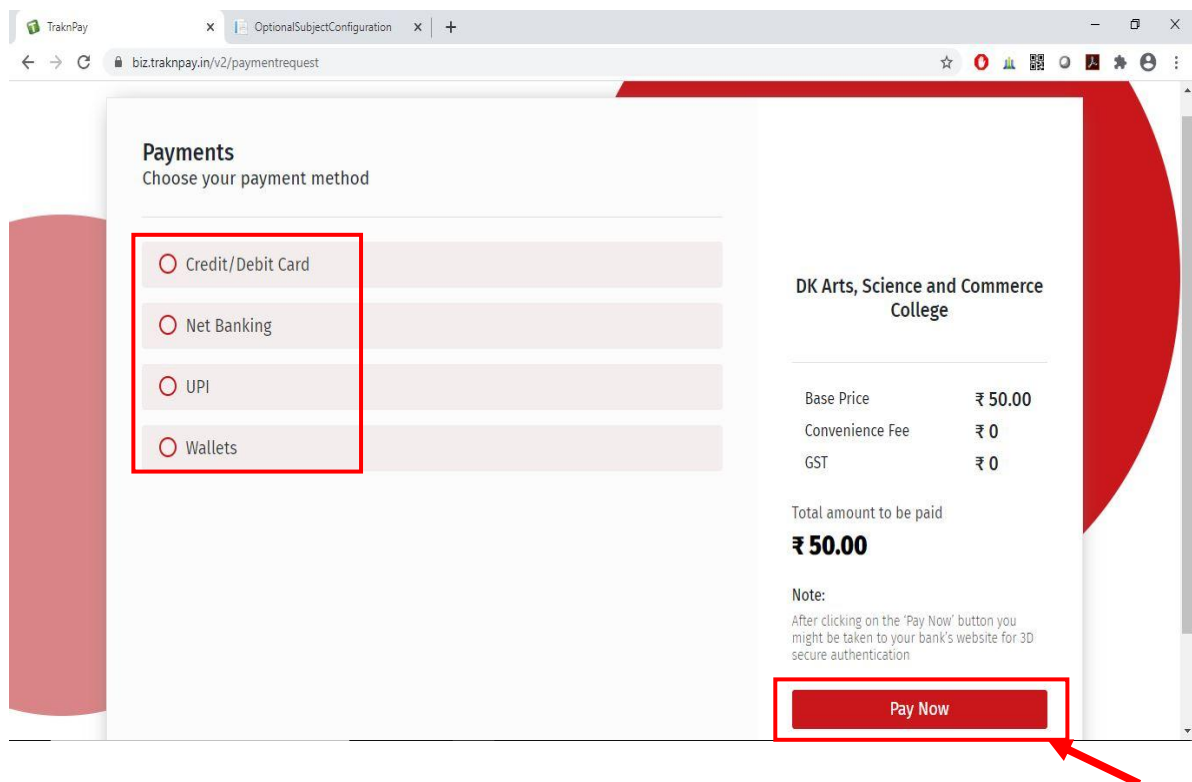 TraknPay
OptionalSubjectConfiguration
biz.traknpay.in/v2/paymentrequest
Payments
Choose your payment method
Credit/Debit Card
Net Banking
UPI
Wallets
DK Arts, Science and Commerce
College
Base Price ₹ 50.00
Convenience Fee ₹ 0
GST ₹ 0
Total amount to be paid
₹ 50.00
Note:
After clicking on the 'Pay Now' button you
might be taken to your bank's website for 3D
secure authentication
Pay Now